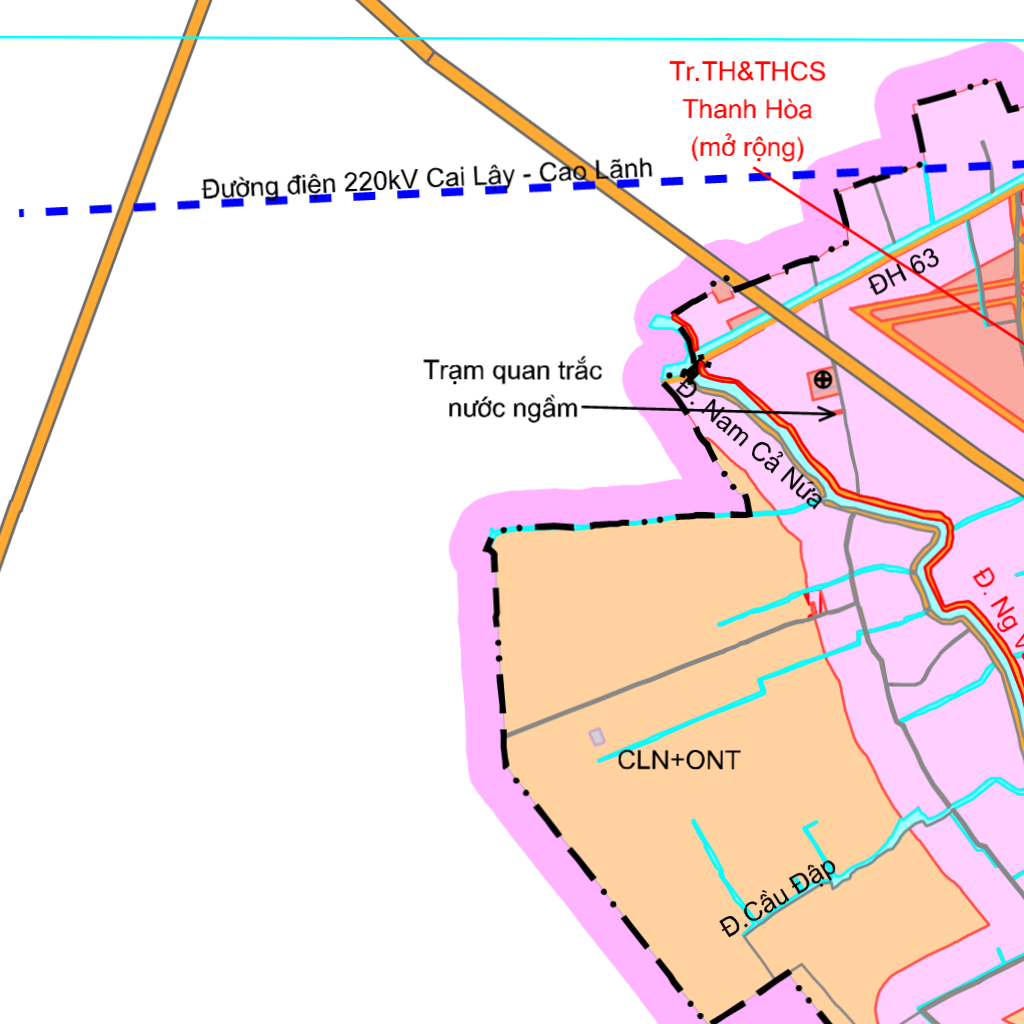 Tr.TH&THCS
Thanh Hòa
(mở rộng)
Đường điện 220kV Cai Lậy - Cao Lãnh
ĐH 63
Trạm quan trắc
nước ngầm
Đ. Nam Cả Nứa
Đ. Ng
CLN+ONT
Đ.Cầu Đập